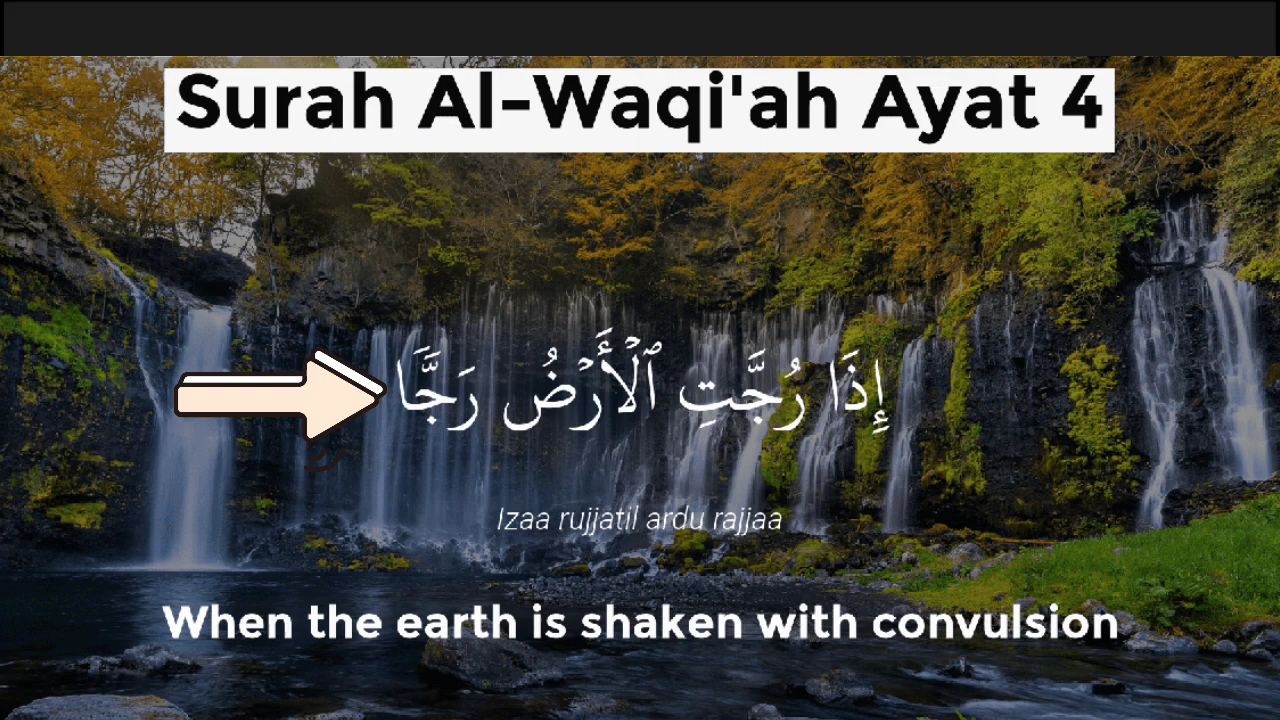 Surah Al-Waqi'ah Ayat 4
إِذَا رُجَّتِ ٱلْأَرْضُ رَجًّا
Izaa rujjatil ardu rajjaa
When the earth is shaken with convulsion